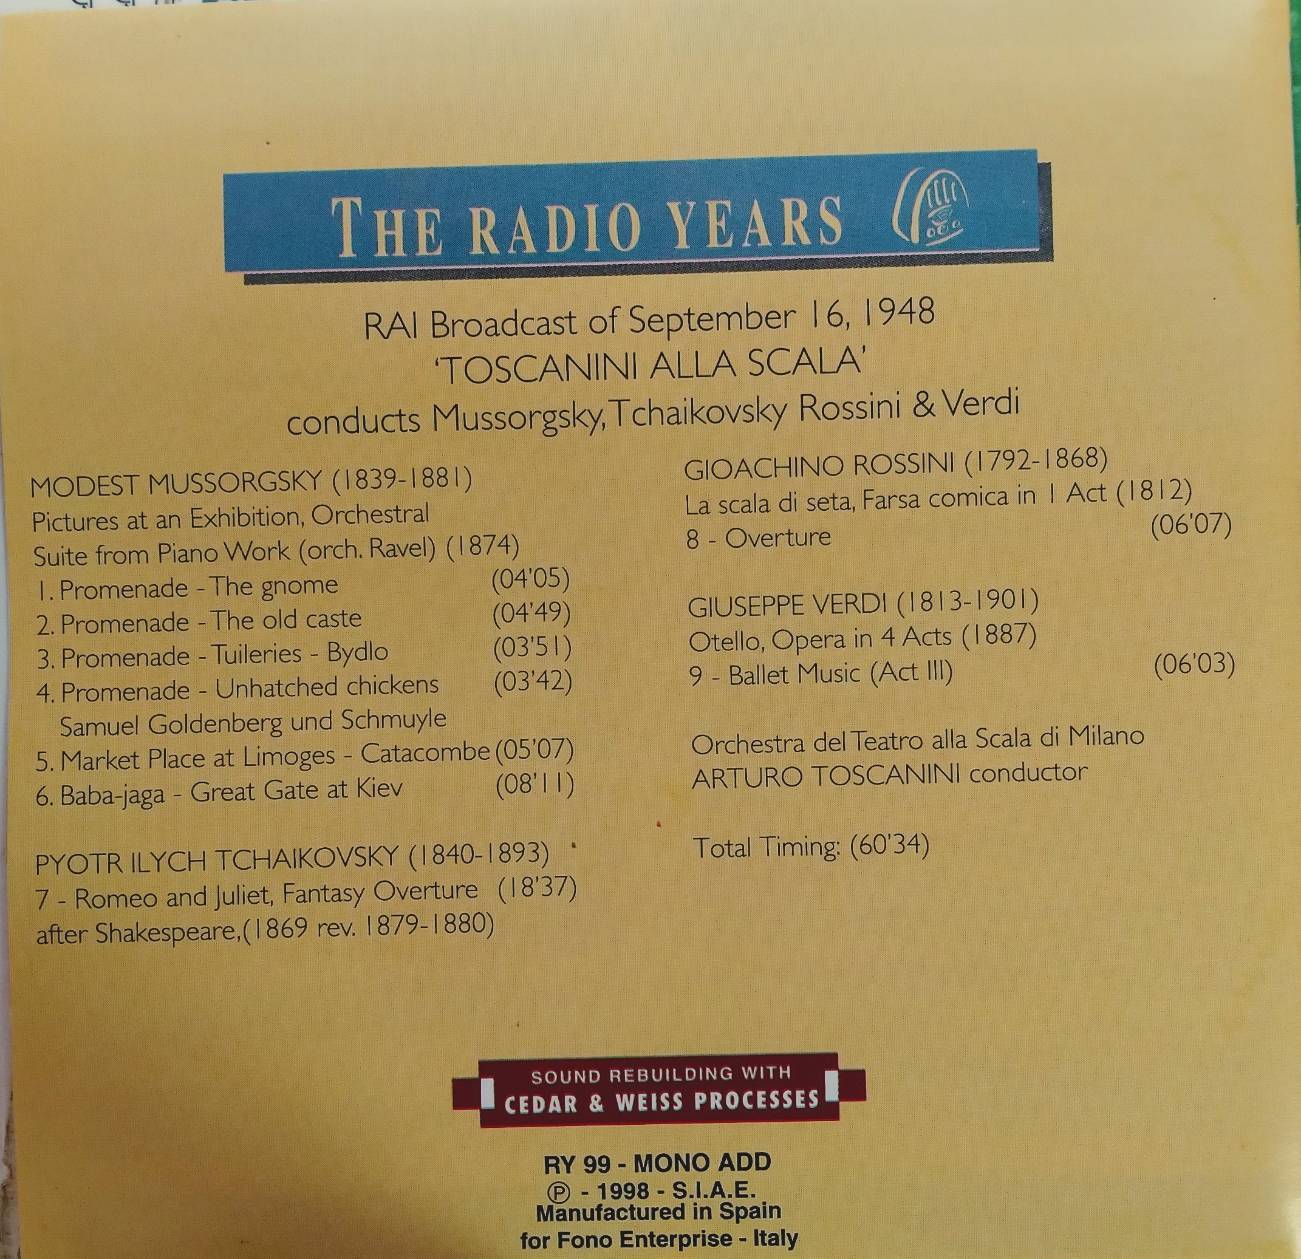 THE RADIO YEARS
RAI Broadcast of September 16, 1948
'TOSCANINI ALLA SCALA'
conducts Mussorgsky, Tchaikovsky Rossini & Verdi
MODEST MUSSORGSKY (1839-1881)
Pictures at an Exhibition, Orchestral
Suite from Piano Work (orch. Ravel) (1874)
1. Promenade - The gnome (04'05)
2. Promenade - The old caste (04'49)
3. Promenade - Tuileries - Bydlo (03'51)
4. Promenade - Unhatched chickens (03'42)
Samuel Goldenberg und Schmuyle
5. Market Place at Limoges - Catacombe (05'07)
6. Baba-jaga - Great Gate at Kiev (08'11)
PYOTR ILYCH TCHAIKOVSKY (1840-1893)
7 - Romeo and Juliet, Fantasy Overture (18'37)
after Shakespeare,(1869 rev. 1879-1880)
GIOACHINO ROSSINI (1792-1868)
La scala di seta, Farsa comica in 1 Act (1812)
8 - Overture (06'07)
GIUSEPPE VERDI (1813-1901)
Otello, Opera in 4 Acts (1887)
9 - Ballet Music (Act III) (06'03)
Orchestra del Teatro alla Scala di Milano
ARTURO TOSCANINI conductor
Total Timing: (60'34)
SOUND REBUILDING WITH
CEDAR & WEISS PROCESSES
RY 99 - MONO ADD
℗ - 1998 - S.I.A.E.
Manufactured in Spain
for Fono Enterprise - Italy